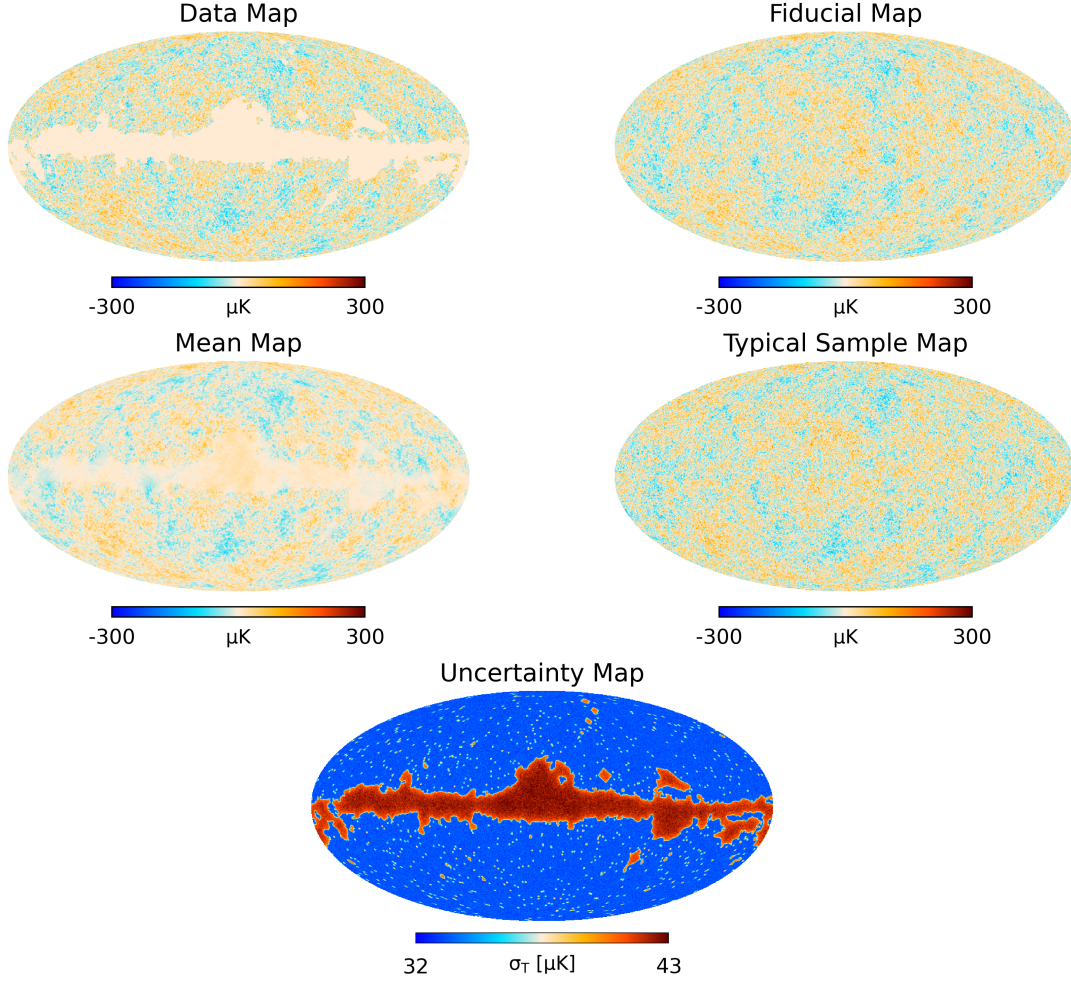 Data Map
Fiducial Map
-300 µK 300
-300 µK 300
Mean Map
Typical Sample Map
-300 µK 300
-300 µK 300
Uncertainty Map
32 σT [µK] 43